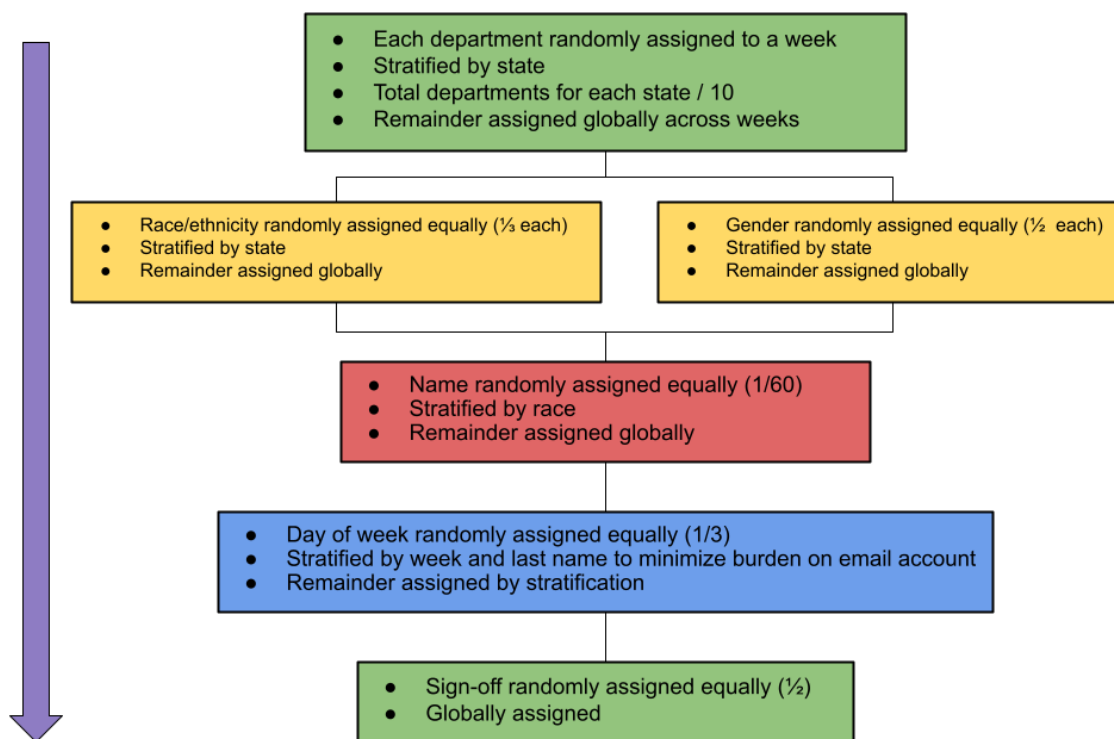 ● Each department randomly assigned to a week
● Stratified by state
● Total departments for each state / 10
● Remainder assigned globally across weeks
● Race/ethnicity randomly assigned equally (⅓ each)
● Stratified by state
● Remainder assigned globally
● Gender randomly assigned equally (½ each)
● Stratified by state
● Remainder assigned globally
● Name randomly assigned equally (1/60)
● Stratified by race
● Remainder assigned globally
● Day of week randomly assigned equally (1/3)
● Stratified by week and last name to minimize burden on email account
● Remainder assigned by stratification
● Sign-off randomly assigned equally (½)
● Globally assigned